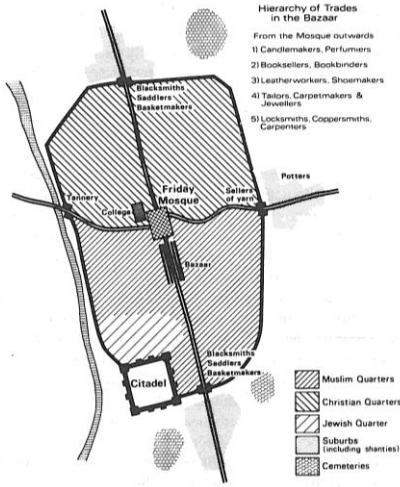 Hierarchy of Trades
in the Bazaar
From the Mosque outwards
1) Candlemakers, Perfumiers
2) Booksellers, Bookbinders
3) Leatherworkers, Shoemakers
4) Tailors, Carpetmakers &
Jewellers
5) Locksmiths, Coppersmiths,
Carpenters
Blacksmiths
Saddlers
Basketmakers
Tannery
College
Friday
Mosque
Sellers
of yarn
Potters
Bazaar
Blacksmiths
Saddlers
Basketmakers
Citadel
Muslim Quarters
Christian Quarters
Jewish Quarter
Suburbs
(including shanties)
Cemeteries